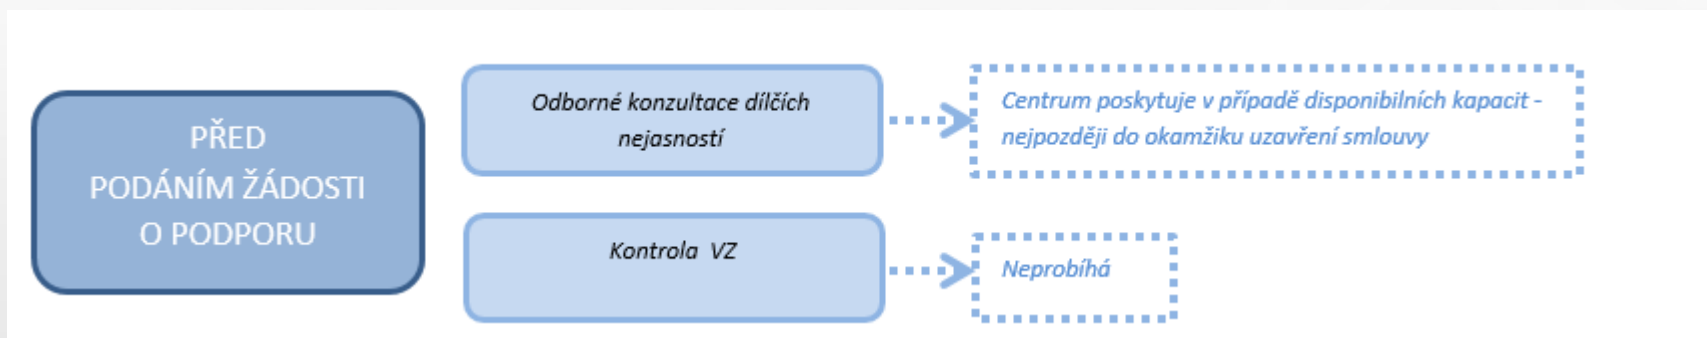 PŘED
PODÁNÍM ŽÁDOSTI
O PODPORU
Odborné konzultace dílčích
nejasností
Centrum poskytuje v případě disponibilních kapacit -
nejpozději do okamžiku uzavření smlouvy
Kontrola  VZ
Neprobíhá